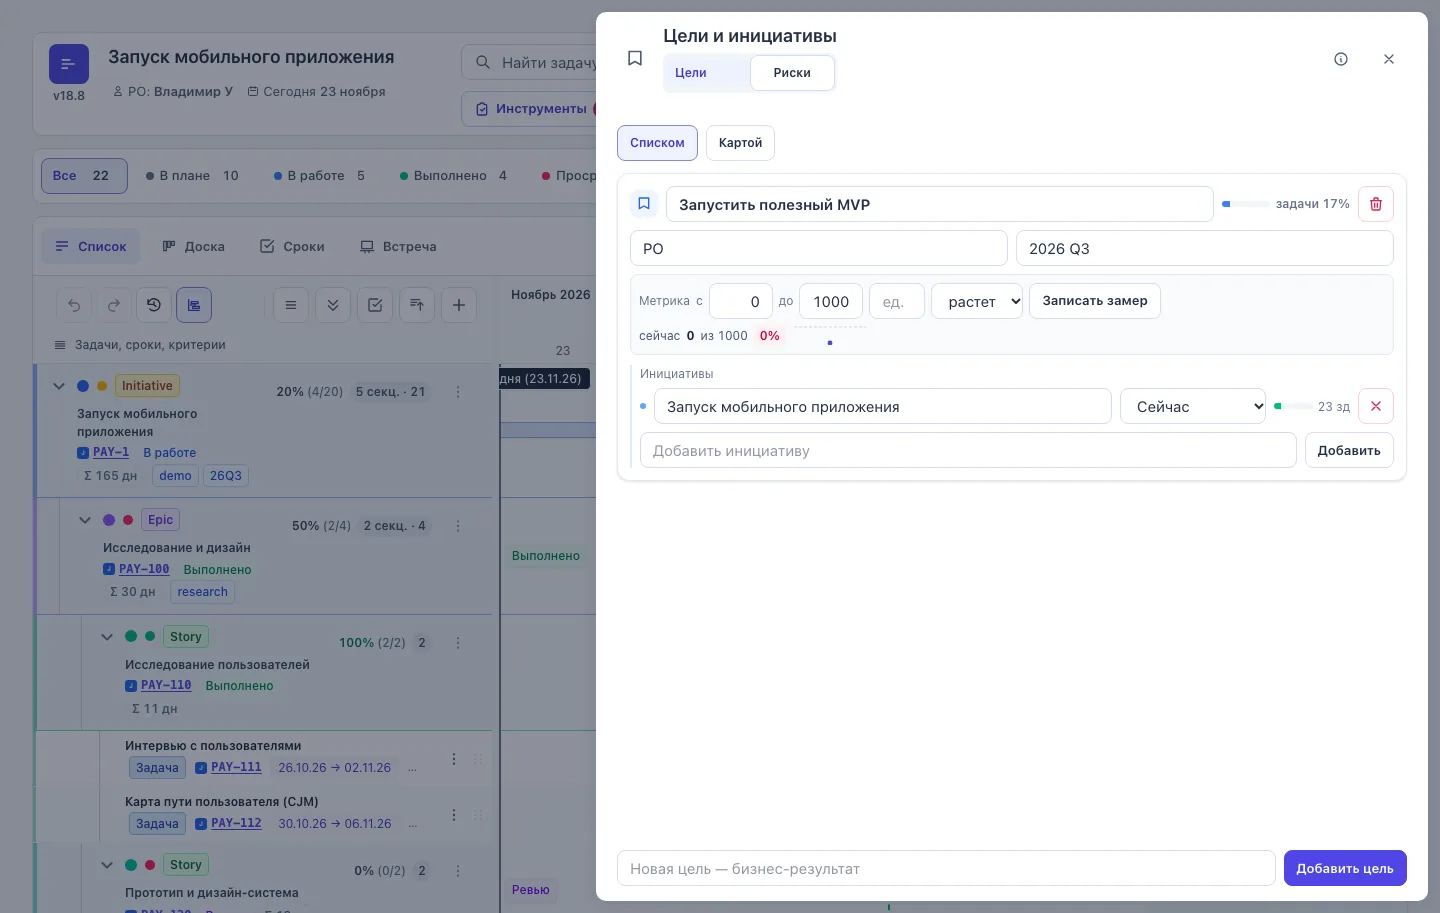 Запуск мобильного приложения
v18.8
PO: Владимир У
Сегодня 23 ноября
Найти задачу
Инструменты
Все 22
В плане 10
В работе 5
Выполнено 4
Список
Доска
Сроки
Встреча
Задачи, сроки, критерии
Ноябрь 2026
23
дня (23.11.26)
Initiative
20% (4/20) 5 секц. · 21
Запуск мобильного
приложения
PAY-1 В работе
Σ 165 дн demo 26Q3
Epic
50% (2/4) 2 секц. · 4
Исследование и дизайн
PAY-100 Выполнено
Σ 30 дн research
Выполнено
Story
100% (2/2) 2
Исследование пользователей
PAY-110 Выполнено
Σ 11 дн
Интервью с пользователями
Задача PAY-111 26.10.26 → 02.11.26 ...
Карта пути пользователя (CJM)
Задача PAY-112 30.10.26 → 06.11.26 ...
Story
0% (0/2) 2
Прототип и дизайн-система
Ревью
Цели и инициативы
Цели Риски
Списком Картой
Запустить полезный MVP
задачи 17%
PO
2026 Q3
Метрика с 0 до 1000 ед. растет Записать замер
сейчас 0 из 1000 0%
Инициативы
Запуск мобильного приложения Сейчас 23 зд
Добавить инициативу Добавить
Новая цель — бизнес-результат Добавить цель